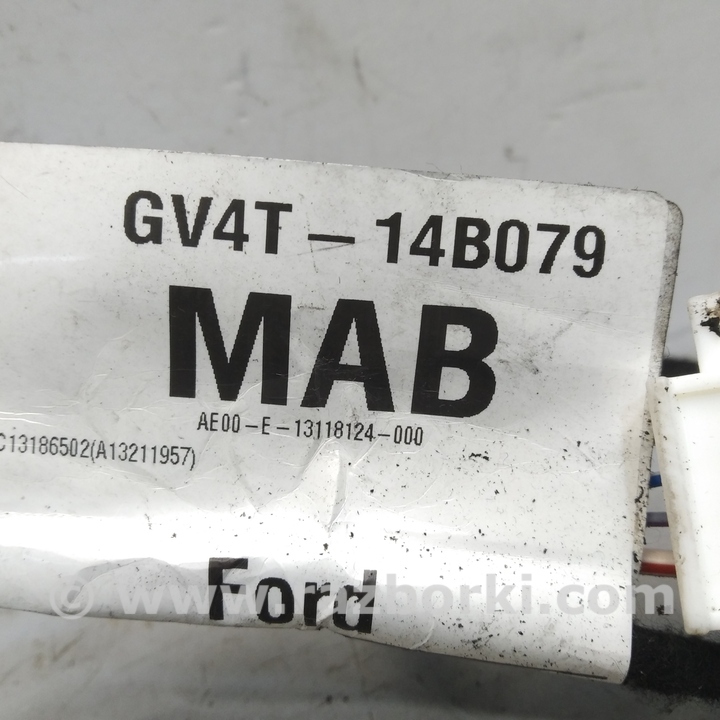 GV4T-14B079
MAB
AE00-E-13118124-000
C13186502(A13211957)
Ford
© www.razborki.com